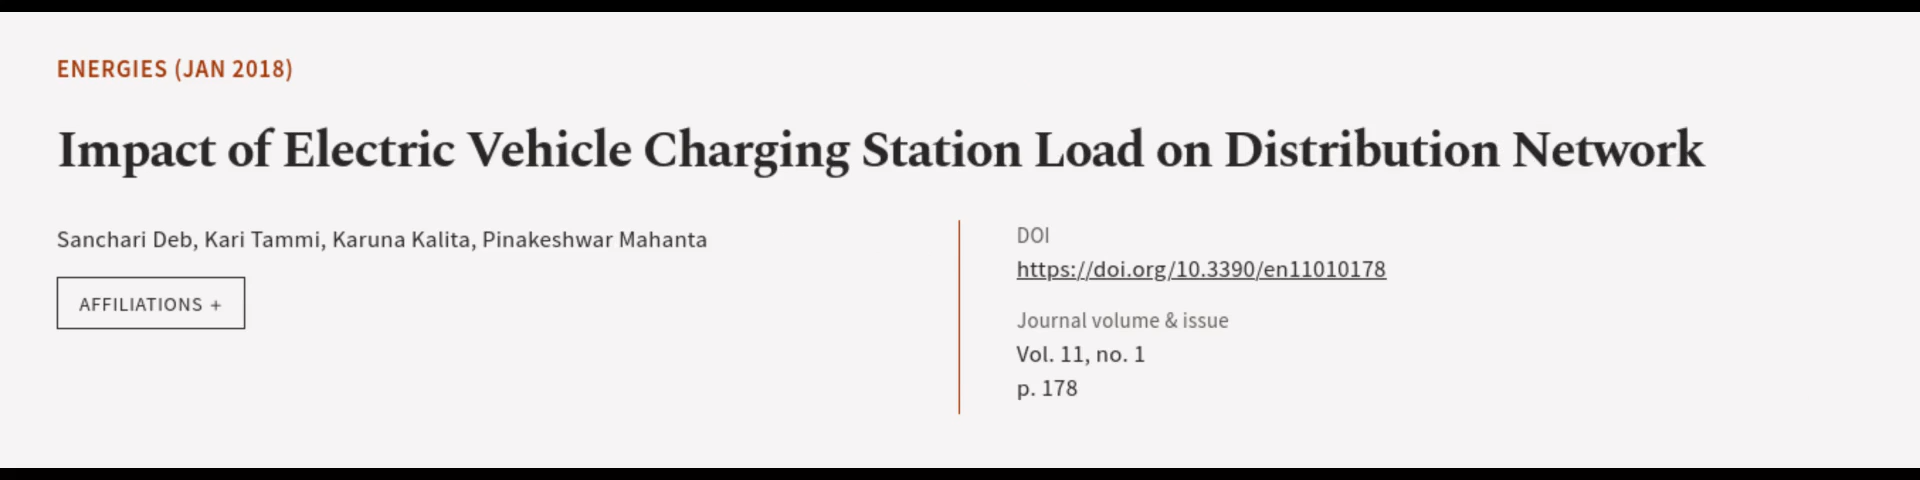 ENERGIES (JAN 2018)
Impact of Electric Vehicle Charging Station Load on Distribution Network
Sanchari Deb, Kari Tammi, Karuna Kalita, Pinakeshwar Mahanta
AFFILIATIONS +
DOI
https://doi.org/10.3390/en11010178
Journal volume & issue
Vol. 11, no. 1
p. 178